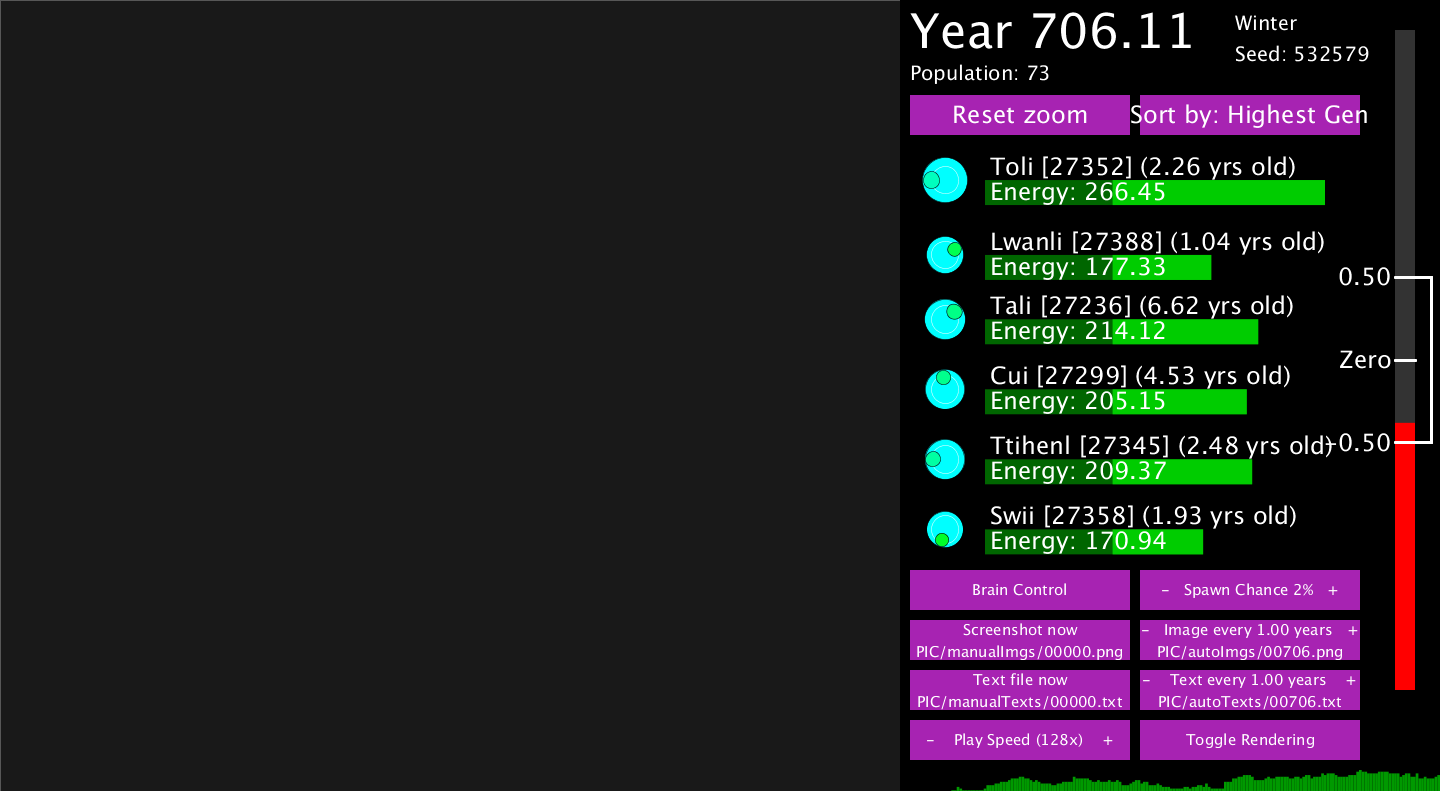 Year 706.11
Winter
Seed: 532579
Population: 73
Reset zoom
Sort by: Highest Gen
Toli [27352] (2.26 yrs old)
Energy: 266.45
Lwanli [27388] (1.04 yrs old)
Energy: 177.33
Tali [27236] (6.62 yrs old)
Energy: 214.12
Cui [27299] (4.53 yrs old)
Energy: 205.15
Ttihenl [27345] (2.48 yrs old)
Energy: 209.37
Swii [27358] (1.93 yrs old)
Energy: 170.94
0.50
Zero
-0.50
Brain Control
- Spawn Chance 2% +
Screenshot now
PIC/manualImgs/00000.png
- Image every 1.00 years +
PIC/autoImgs/00706.png
Text file now
PIC/manualTexts/00000.txt
- Text every 1.00 years +
PIC/autoTexts/00706.txt
- Play Speed (128x) +
Toggle Rendering